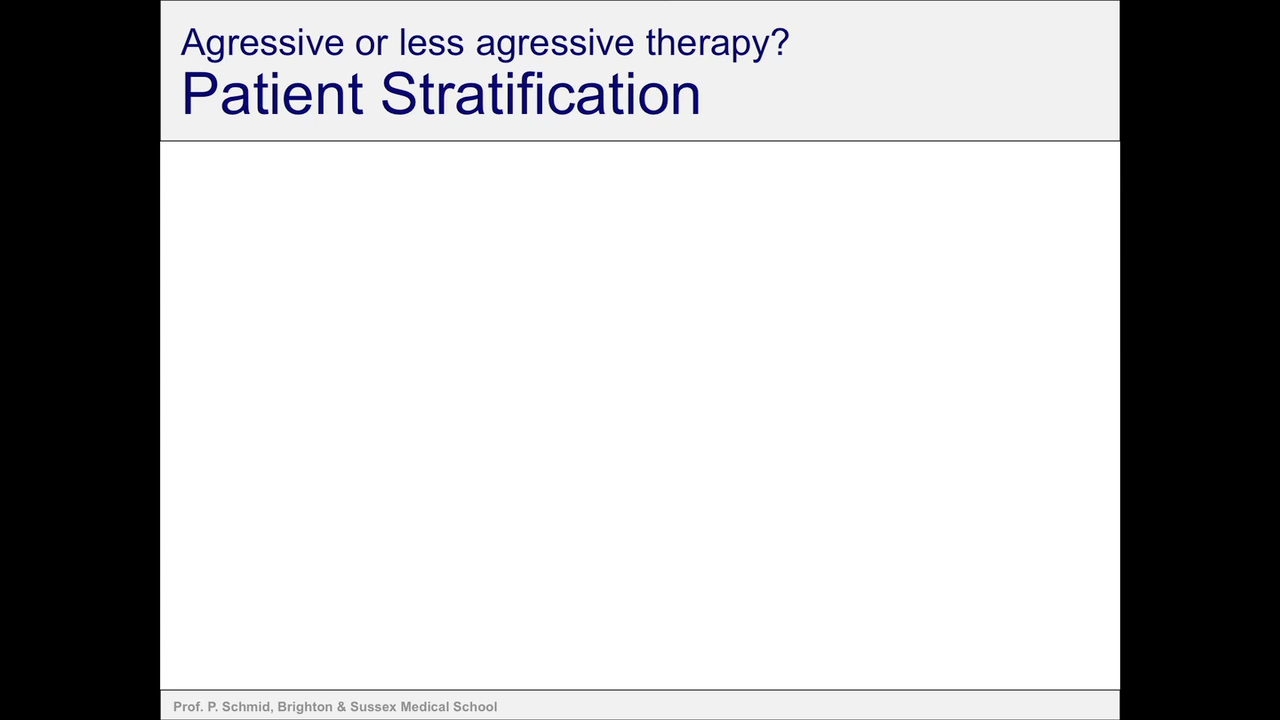 Agressive or less agressive therapy?
Patient Stratification
Prof. P. Schmid, Brighton & Sussex Medical School